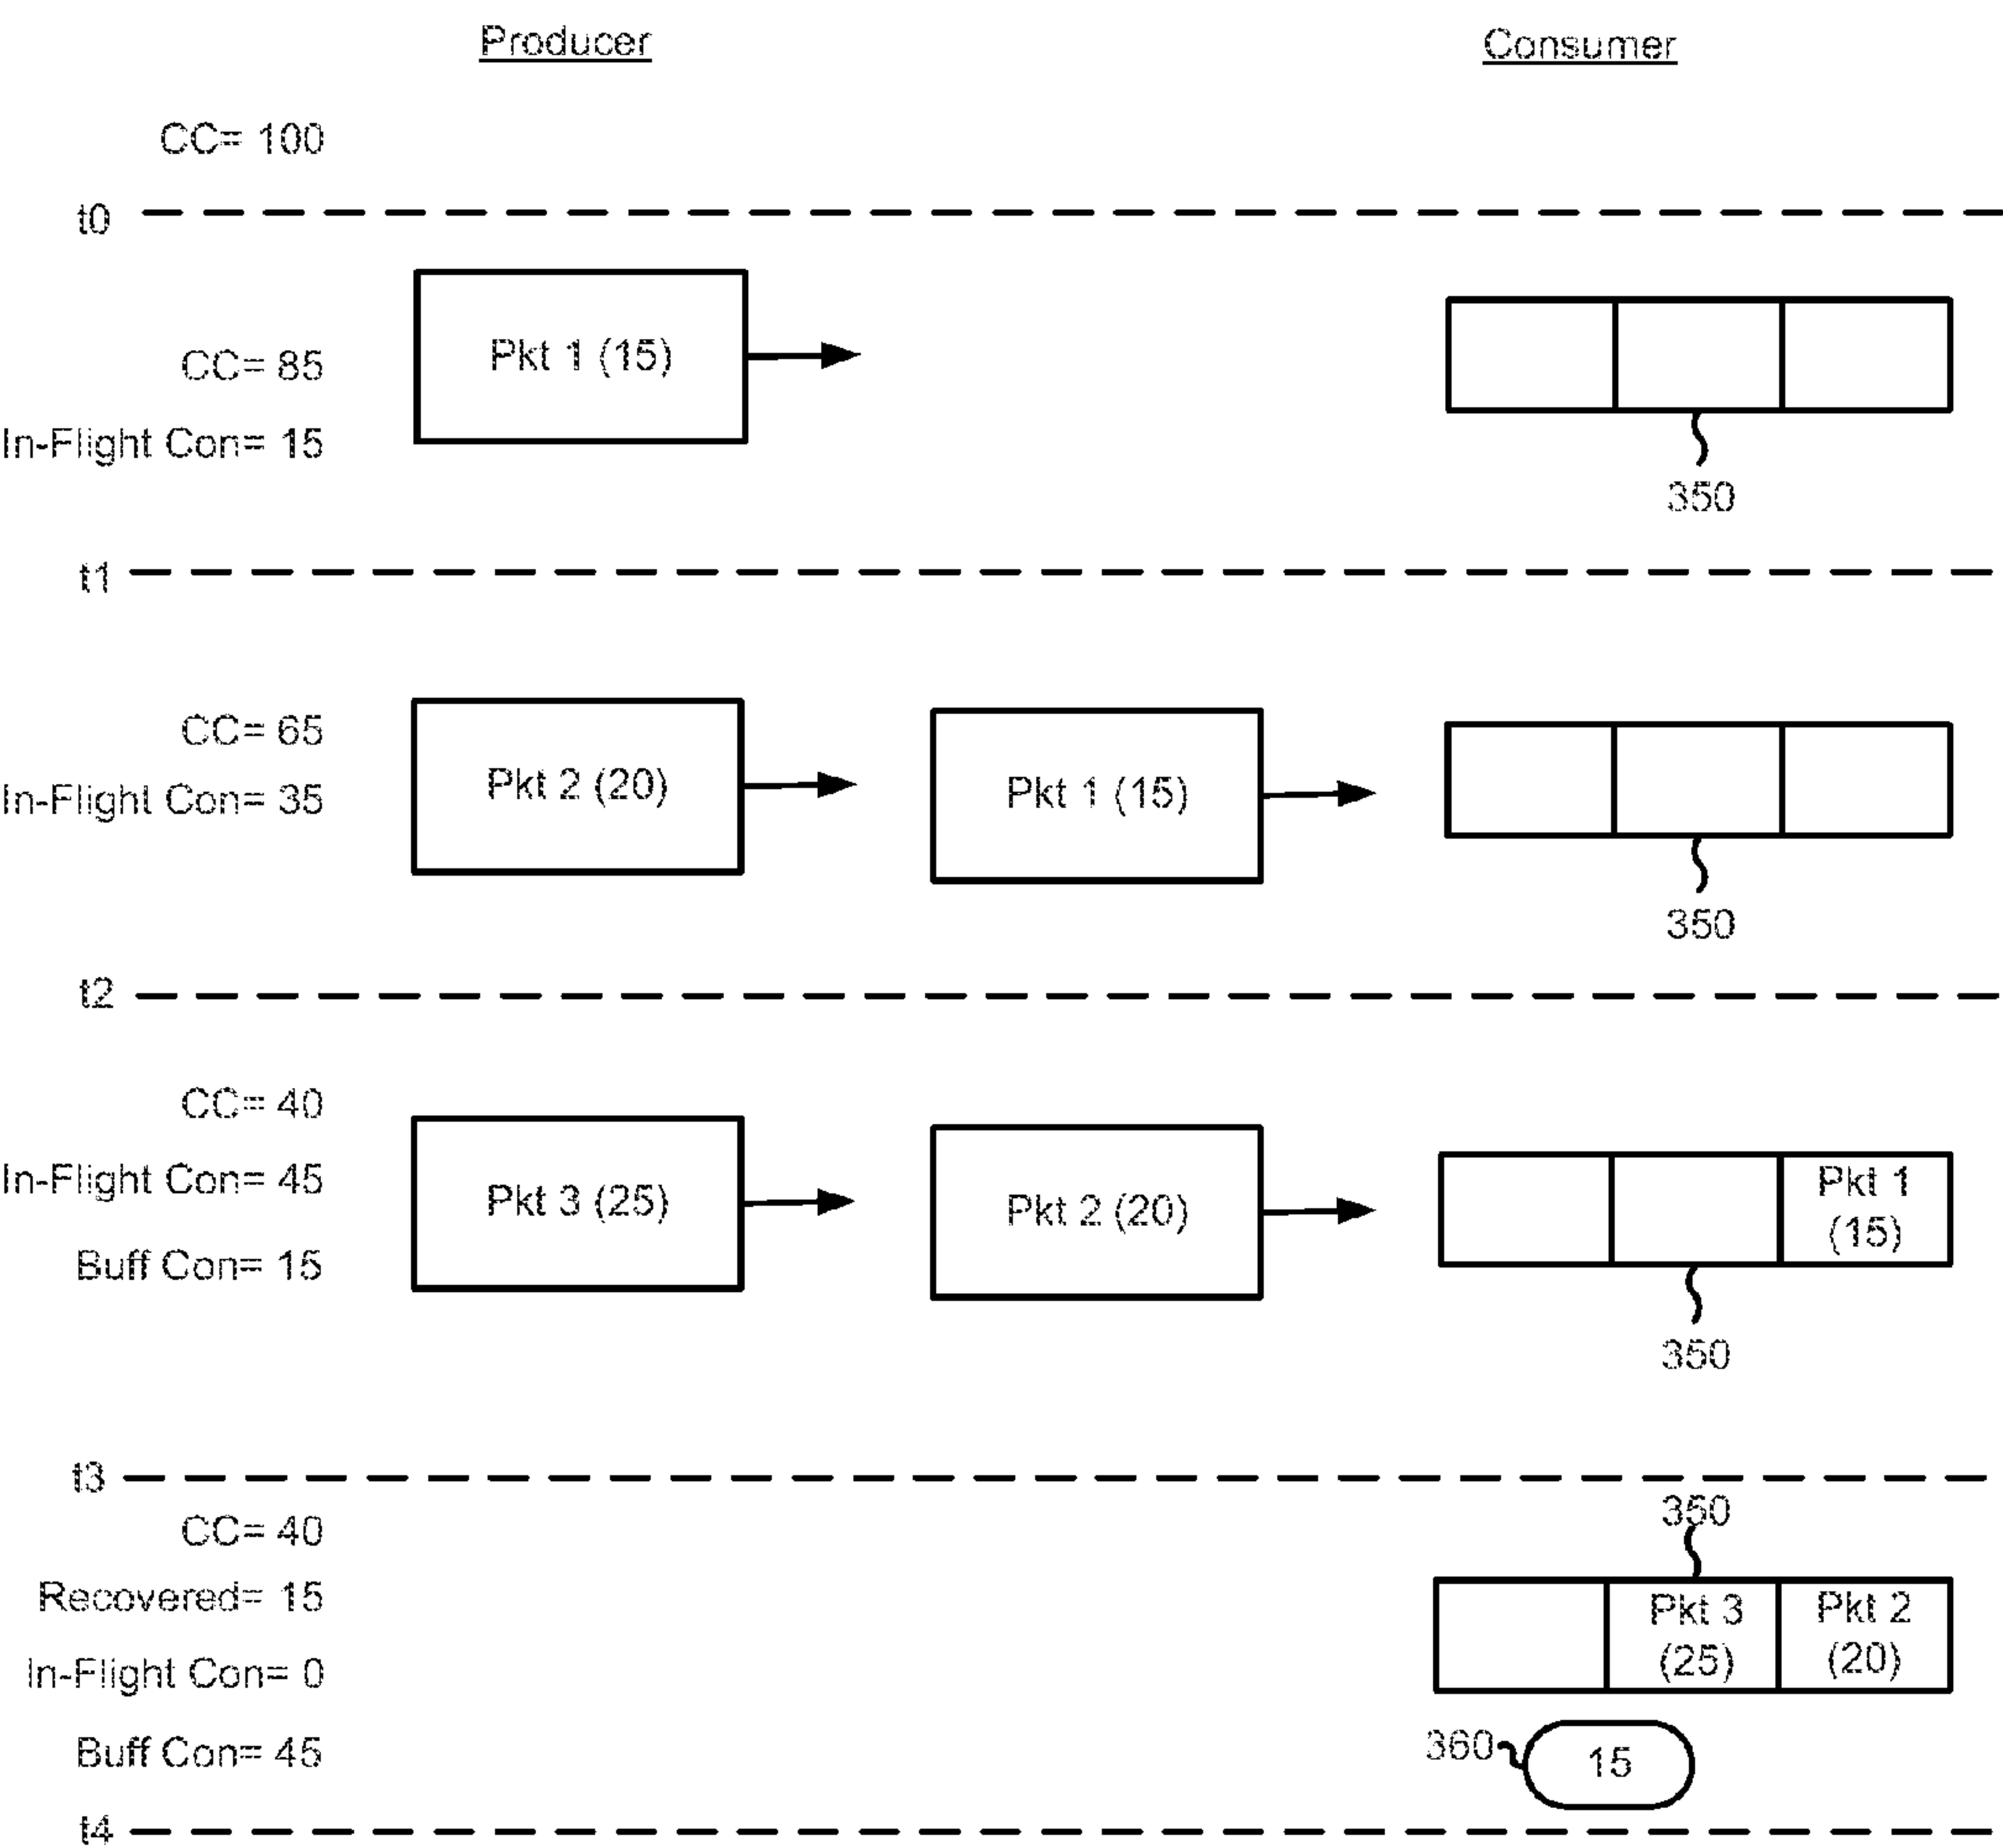 Producer
Consumer
CC= 100
t0
Pkt 1 (15)
CC= 85
In-Flight Con= 15
350
t1
CC= 65
In-Flight Con= 35
Pkt 2 (20)
Pkt 1 (15)
350
t2
CC= 40
In-Flight Con= 45
Buff Con= 15
Pkt 3 (25)
Pkt 2 (20)
Pkt 1
(15)
350
t3
350
CC= 40
Recovered= 15
In-Flight Con= 0
Buff Con= 45
Pkt 3
(25)
Pkt 2
(20)
360
15
t4